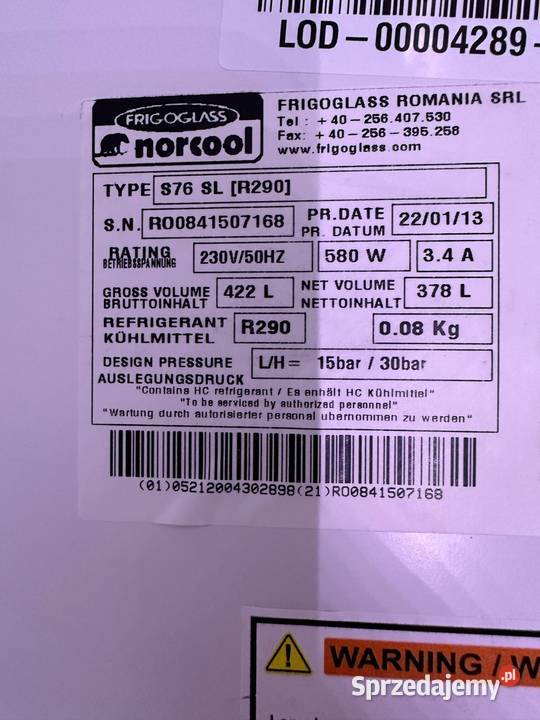 LOD-00004289-
FRIGOGLASS
norcool
FRIGOGLASS ROMANIA SRL
Tel : + 40-256.407.530
Fax: + 40-256-395.258
www.frigoglass.com
TYPE S76 SL [R290]
S.N. RO0841507168 PR.DATE PR. DATUM 22/01/13
RATING BETRIEBSSPANNUNG 230V/50HZ 580 W 3.4 A
GROSS VOLUME BRUTTOINHALT 422 L NET VOLUME NETTOINHALT 378 L
REFRIGERANT KÜHLMITTEL R290 0.08 Kg
DESIGN PRESSURE AUSLEGUNGSDRUCK L/H= 15bar / 30bar
"Contains HC refrigerant / Es enhält HC Kühlmittel"
"To be serviced by authorized personnel"
"Wartung durch autorisierter personal ubernommen zu werden"
(01)05212004302898(21)RO0841507168
WARNING / W
Sprzedajemy.pl